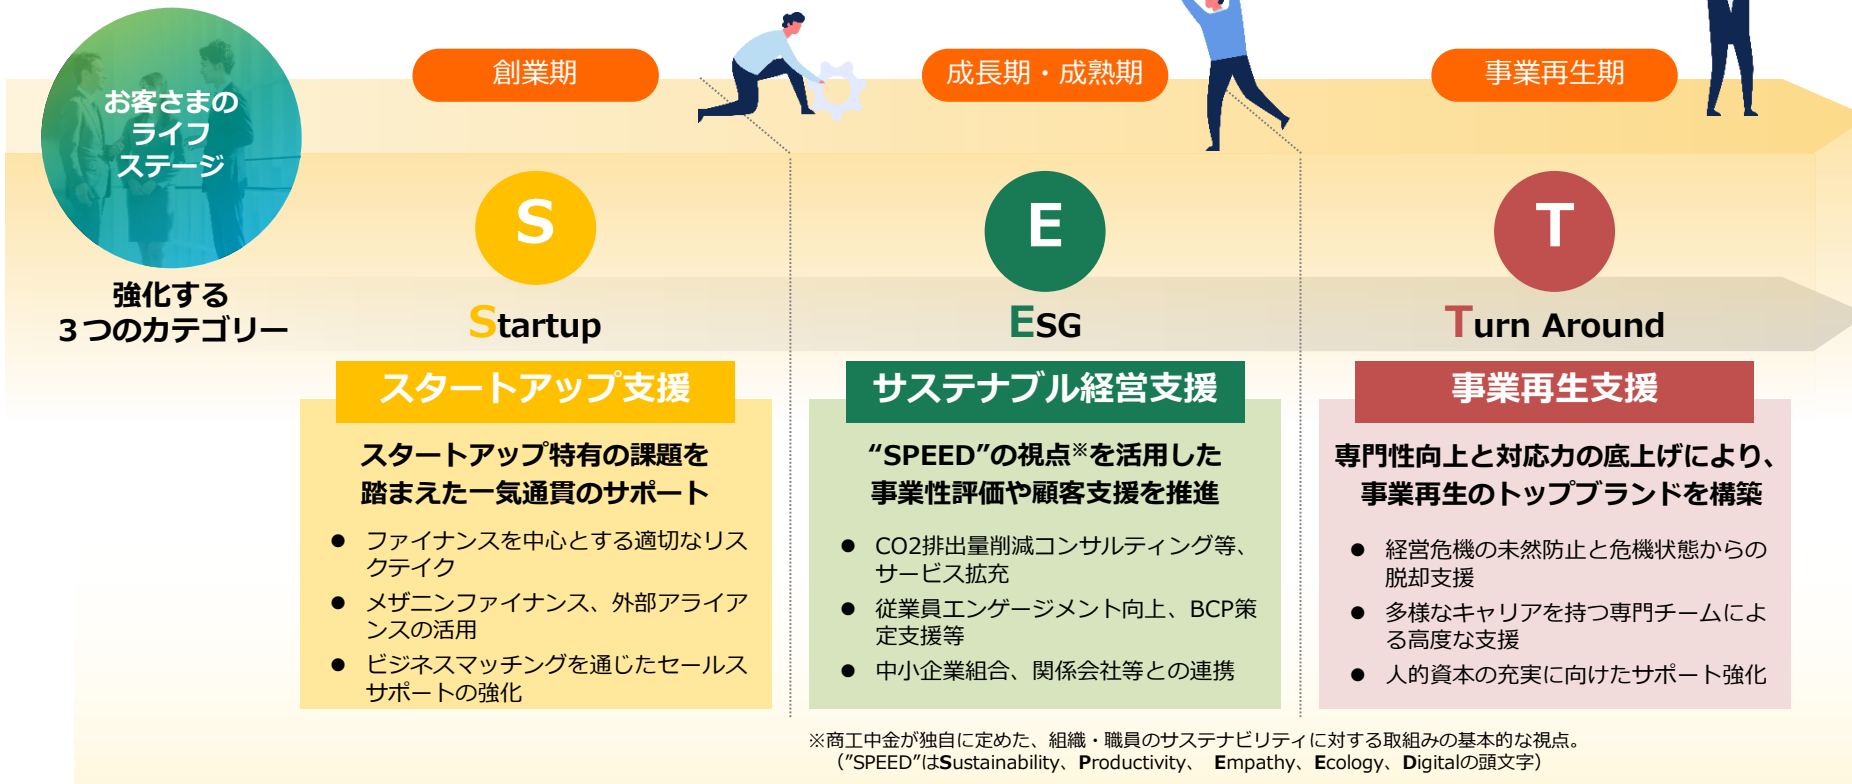 お客さまの
ライフ
ステージ
創業期
成長期・成熟期
事業再生期
強化する
３つのカテゴリー
S
Startup
E
ESG
T
Turn Around
スタートアップ支援
スタートアップ特有の課題を
踏まえた一気通貫のサポート
● ファイナンスを中心とする適切なリス
クテイク
● メザニンファイナンス、外部アライア
ンスの活用
● ビジネスマッチングを通じたセールス
サポートの強化
サステナブル経営支援
“SPEED”の視点※を活用した
事業性評価や顧客支援を推進
● CO2排出量削減コンサルティング等、
サービス拡充
● 従業員エンゲージメント向上、BCP策
定支援等
● 中小企業組合、関係会社等との連携
事業再生支援
専門性向上と対応力の底上げにより、
事業再生のトップブランドを構築
● 経営危機の未然防止と危機状態からの
脱却支援
● 多様なキャリアを持つ専門チームによ
る高度な支援
● 人的資本の充実に向けたサポート強化
※商工中金が独自に定めた、組織・職員のサステナビリティに対する取組みの基本的な視点。
（”SPEED”はSustainability、Productivity、 Empathy、Ecology、Digitalの頭文字）